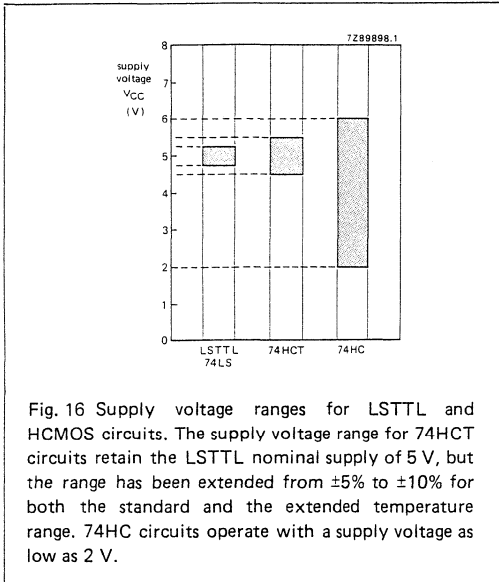 7Z89898.1
supply
voltage
VCC
(V)
8
7
6
5
4
3
2
1
0
LSTTL
74LS
74HCT
74HC
Fig. 16 Supply voltage ranges for LSTTL and
HCMOS circuits. The supply voltage range for 74HCT
circuits retain the LSTTL nominal supply of 5 V, but
the range has been extended from ±5% to ±10% for
both the standard and the extended temperature
range. 74HC circuits operate with a supply voltage as
low as 2 V.